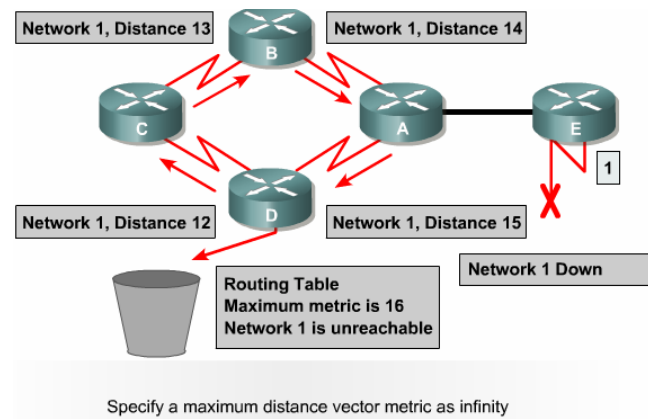 Network 1, Distance 13
Network 1, Distance 14
B
C
A
E
1
D
Network 1, Distance 12
Network 1, Distance 15
Network 1 Down
Routing Table
Maximum metric is 16
Network 1 is unreachable
Specify a maximum distance vector metric as infinity